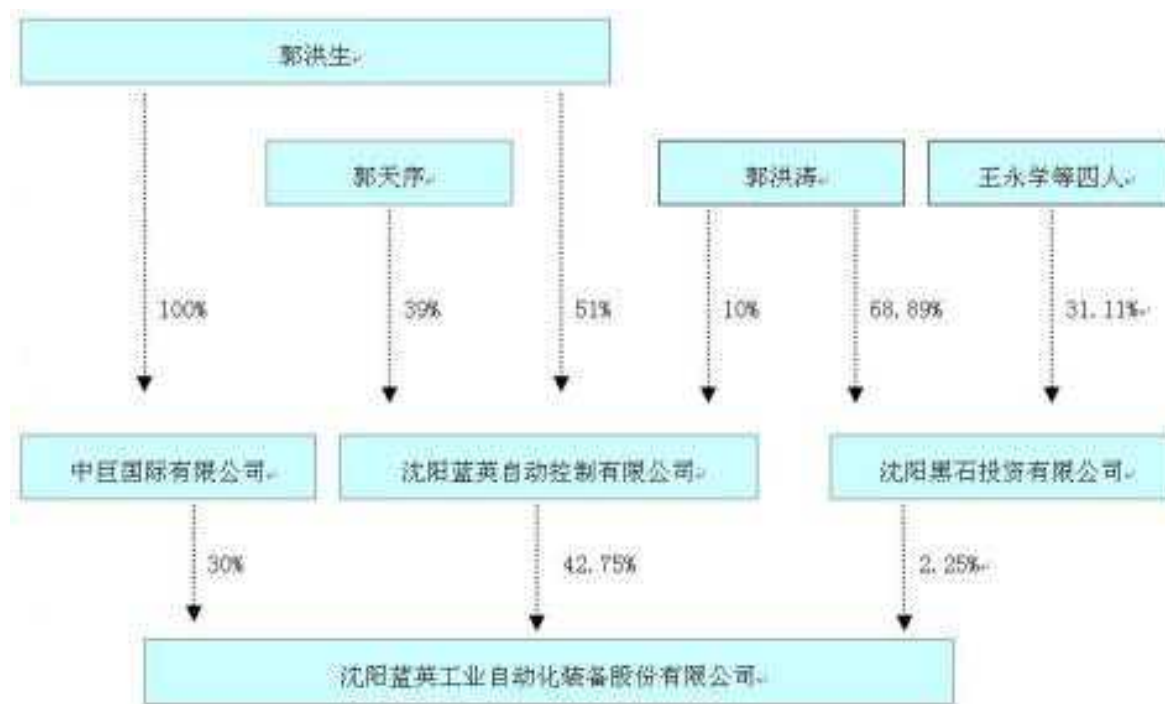 郭洪生
郭天序
郭洪涛
王永学等四人
100%
39%
51%
10%
68.89%
31.11%
中巨国际有限公司
沈阳蓝英自动控制有限公司
沈阳黑石投资有限公司
30%
42.75%
2.25%
沈阳蓝英工业自动化装备股份有限公司